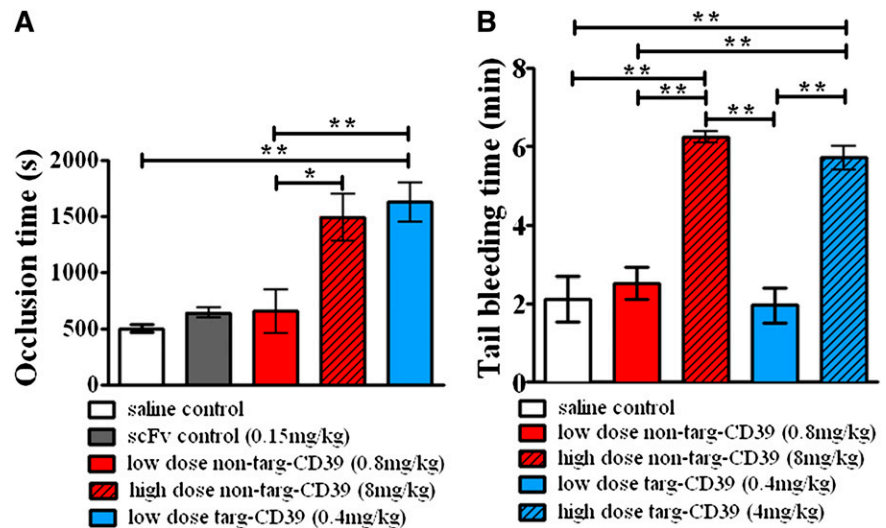 A
Occlusion time (s)
2000
1500
1000
500
0
**
**
*
saline control
scFv control (0.15mg/kg)
low dose non-targ-CD39 (0.8mg/kg)
high dose non-targ-CD39 (8mg/kg)
low dose targ-CD39 (0.4mg/kg)
B
Tail bleeding time (min)
8
6
4
2
0
**
**
**
**
**
**
saline control
low dose non-targ-CD39 (0.8mg/kg)
high dose non-targ-CD39 (8mg/kg)
low dose targ-CD39 (0.4mg/kg)
high dose targ-CD39 (4mg/kg)